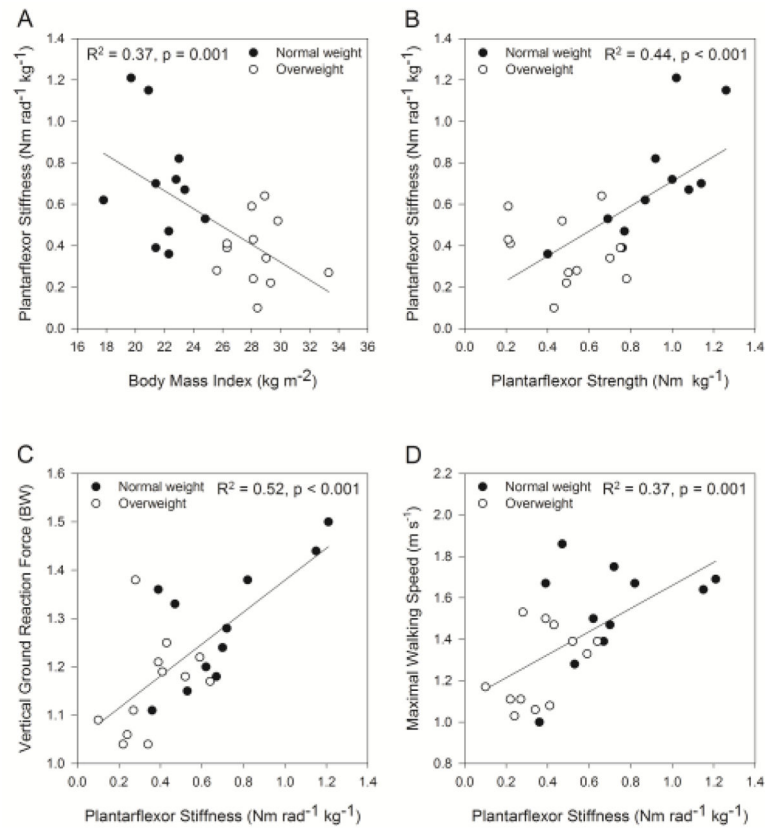 A
R² = 0.37, p = 0.001
Normal weight
Overweight
Plantarflexor Stiffness (Nm rad⁻¹ kg⁻¹)
1.4
1.2
1.0
0.8
0.6
0.4
0.2
0.0
16 18 20 22 24 26 28 30 32 34 36
Body Mass Index (kg m⁻²)
B
Normal weight
Overweight
R² = 0.44, p < 0.001
Plantarflexor Stiffness (Nm rad⁻¹ kg⁻¹)
1.4
1.2
1.0
0.8
0.6
0.4
0.2
0.0
0.0 0.2 0.4 0.6 0.8 1.0 1.2 1.4
Plantarflexor Strength (Nm kg⁻¹)
C
Normal weight
Overweight
R² = 0.52, p < 0.001
Vertical Ground Reaction Force (BW)
1.6
1.5
1.4
1.3
1.2
1.1
1.0
0.0 0.2 0.4 0.6 0.8 1.0 1.2 1.4
Plantarflexor Stiffness (Nm rad⁻¹ kg⁻¹)
D
Normal weight
Overweight
R² = 0.37, p = 0.001
Maximal Walking Speed (m s⁻¹)
2.2
2.0
1.8
1.6
1.4
1.2
1.0
0.8
0.0 0.2 0.4 0.6 0.8 1.0 1.2 1.4
Plantarflexor Stiffness (Nm rad⁻¹ kg⁻¹)